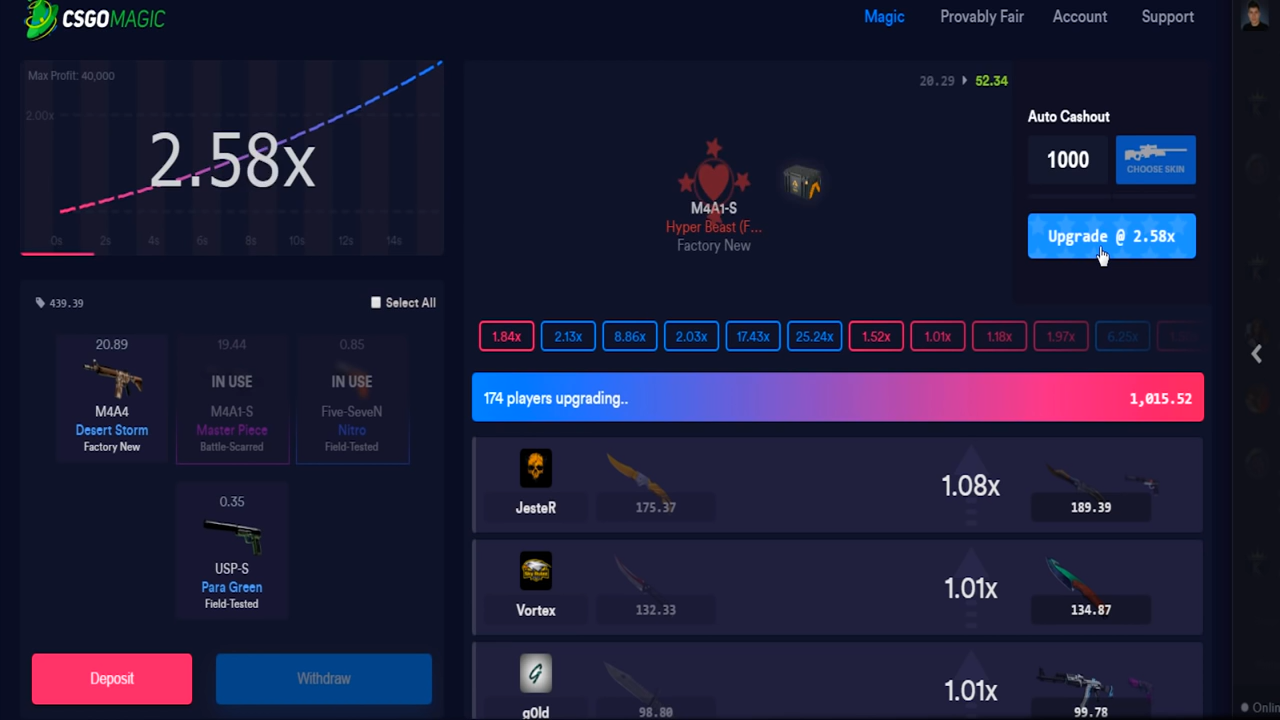 CSGOMAGIC
Magic
Provably Fair
Account
Support
Max Profit: 40,000
2.00x
2.58x
0s 2s 4s 6s 8s 10s 12s 14s
20.29 52.34
M4A1-S
Hyper Beast (F...
Factory New
Auto Cashout
1000
CHOOSE SKIN
Upgrade @ 2.58x
439.39
Select All
20.89
M4A4
Desert Storm
Factory New
19.44
IN USE
M4A1-S
Master Piece
Battle-Scarred
0.85
IN USE
Five-SeveN
Nitro
Field-Tested
0.35
USP-S
Para Green
Field-Tested
Deposit
Withdraw
1.84x 2.13x 8.86x 2.03x 17.43x 25.24x 1.52x 1.01x 1.18x 1.97x 6.25x
174 players upgrading..
1,015.52
JesteR
175.37
1.08x
189.39
Vortex
132.33
1.01x
134.87
g0ld
98.80
1.01x
99.78